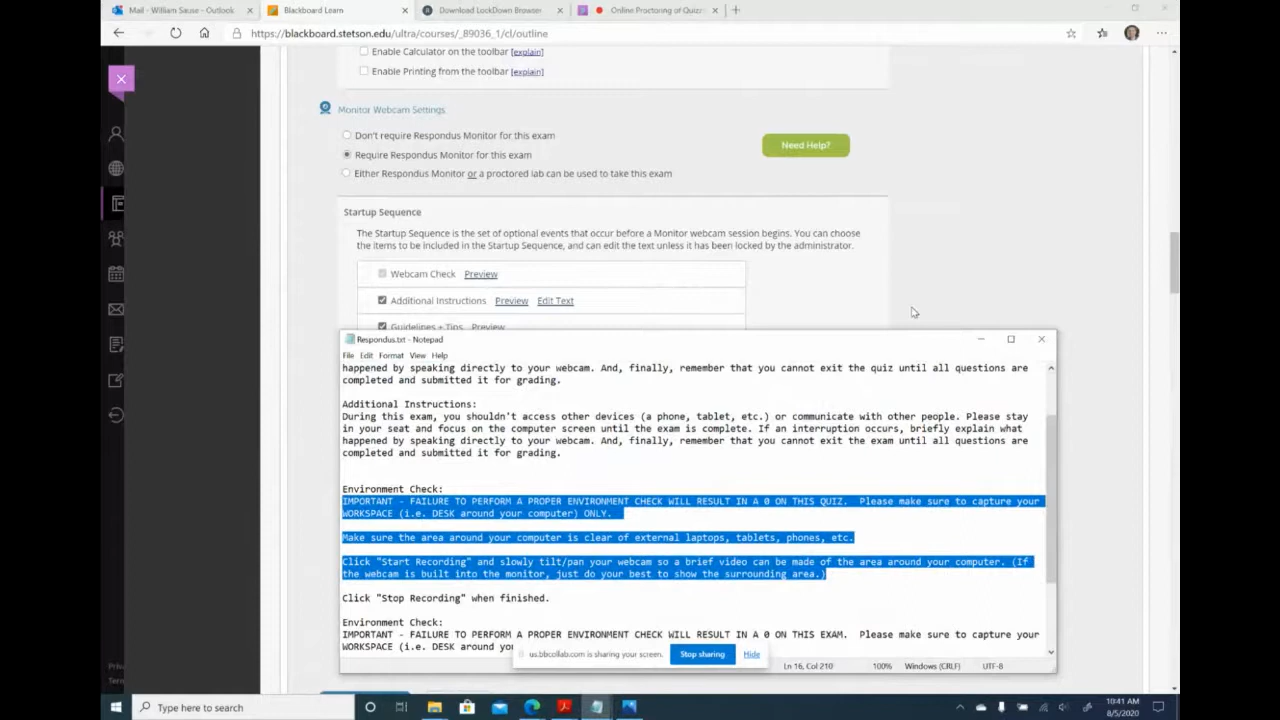 Mail - William Sause - Outlook
Blackboard Learn
Download LockDown Browser
Online Proctoring of Quiz
https://blackboard.stetson.edu/ultra/courses/_89036_1/cl/outline
Enable Calculator on the toolbar [explain]
Enable Printing from the toolbar [explain]
Monitor Webcam Settings
Don't require Respondus Monitor for this exam
Need Help?
Require Respondus Monitor for this exam
Either Respondus Monitor or a proctored lab can be used to take this exam
Startup Sequence
The Startup Sequence is the set of optional events that occur before a Monitor webcam session begins. You can choose
the items to be included in the Startup Sequence, and can edit the text unless it has been locked by the administrator.
Webcam Check Preview
Additional Instructions Preview Edit Text
Guidelines + Tips Preview
Respondus.txt - Notepad
File Edit Format View Help
happened by speaking directly to your webcam. And, finally, remember that you cannot exit the quiz until all questions are
completed and submitted it for grading.
Additional Instructions:
During this exam, you shouldn't access other devices (a phone, tablet, etc.) or communicate with other people. Please stay
in your seat and focus on the computer screen until the exam is complete. If an interruption occurs, briefly explain what
happened by speaking directly to your webcam. And, finally, remember that you cannot exit the exam until all questions are
completed and submitted it for grading.
Environment Check:
IMPORTANT - FAILURE TO PERFORM A PROPER ENVIRONMENT CHECK WILL RESULT IN A 0 ON THIS QUIZ. Please make sure to capture your
WORKSPACE (i.e. DESK around your computer) ONLY.
Make sure the area around your computer is clear of external laptops, tablets, phones, etc.
Click "Start Recording" and slowly tilt/pan your webcam so a brief video can be made of the area around your computer. (If
the webcam is built into the monitor, just do your best to show the surrounding area.)
Click "Stop Recording" when finished.
Environment Check:
IMPORTANT - FAILURE TO PERFORM A PROPER ENVIRONMENT CHECK WILL RESULT IN A 0 ON THIS EXAM. Please make sure to capture your
WORKSPACE (i.e. DESK around your
us.bbcollab.com is sharing your screen. Stop sharing Hide
Ln 16, Col 210 100% Windows (CRLF) UTF-8
Priv
Term
Type here to search
10:41 AM
8/5/2020